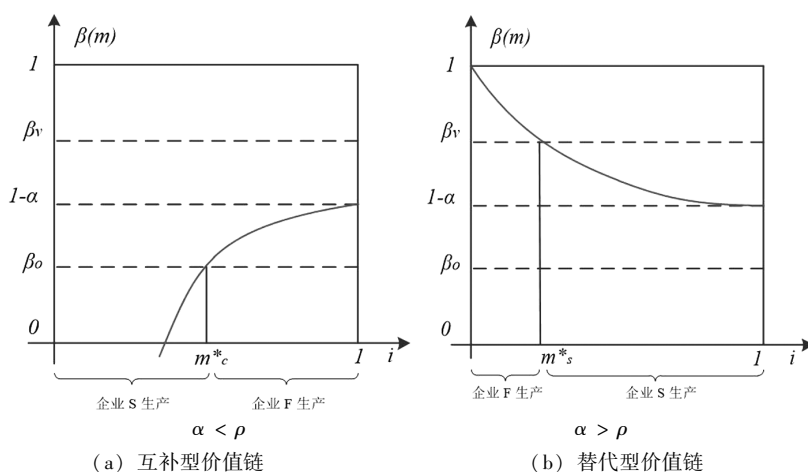 β(m)
1
βv
1-α
βo
0
m*c
1
i
企业 S 生产
企业 F 生产
α < ρ
(a) 互补型价值链
β(m)
1
βv
1-α
βo
0
m*s
1
i
企业 F 生产
企业 S 生产
α > ρ
(b) 替代型价值链